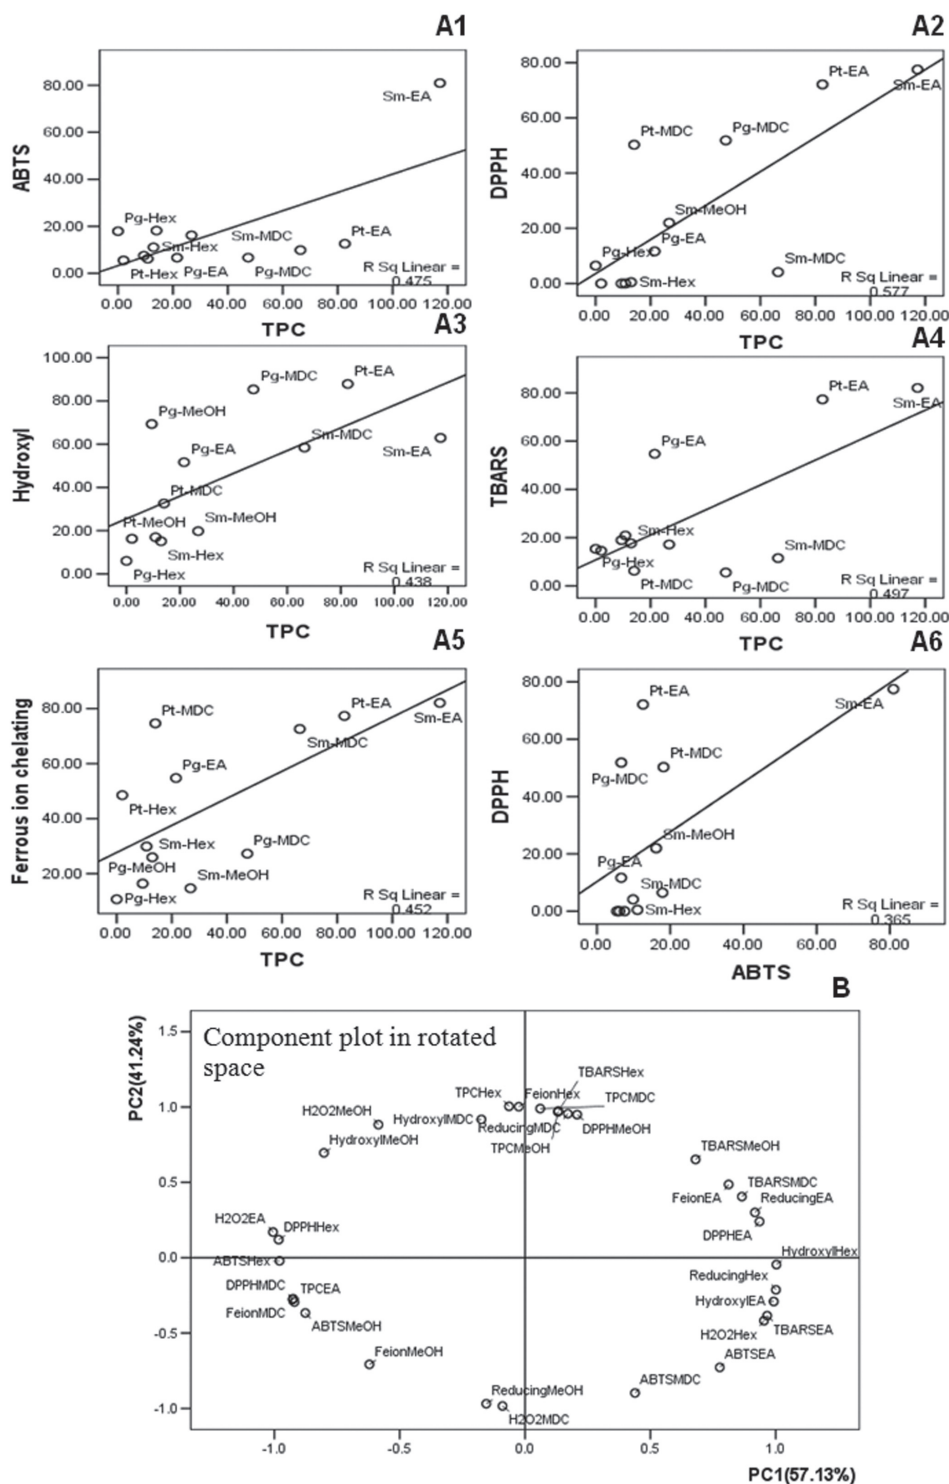 A1
ABTS
80.00
60.00
40.00
20.00
0.00
Sm-EA
Pg-Hex
Sm-Hex
Sm-MDC
Pt-EA
Pt-Hex
Pg-EA
Pg-MDC
R Sq Linear =
0.475
0.00 20.00 40.00 60.00 80.00 100.00 120.00
TPC
A2
DPPH
80.00
60.00
40.00
20.00
0.00
Pt-EA
Sm-EA
Pt-MDC
Pg-MDC
Sm-MeOH
Pg-EA
Pg-Hex
Sm-MDC
Sm-Hex
R Sq Linear =
0.577
0.00 20.00 40.00 60.00 80.00 100.00 120.00
TPC
A3
Hydroxyl
100.00
80.00
60.00
40.00
20.00
0.00
Pg-MDC
Pt-EA
Pg-MeOH
Sm-MDC
Sm-EA
Pg-EA
Pt-MDC
Pt-MeOH
Sm-MeOH
Sm-Hex
Pg-Hex
R Sq Linear =
0.438
0.00 20.00 40.00 60.00 80.00 100.00 120.00
TPC
A4
TBARS
80.00
60.00
40.00
20.00
0.00
Pt-EA
Sm-EA
Pg-EA
Sm-Hex
Sm-MDC
Pg-Hex
Pt-MDC
Pg-MDC
R Sq Linear =
0.497
0.00 20.00 40.00 60.00 80.00 100.00 120.00
TPC
A5
Ferrous ion chelating
80.00
60.00
40.00
20.00
Pt-MDC
Pt-EA
Sm-EA
Sm-MDC
Pg-EA
Pt-Hex
Sm-Hex
Pg-MDC
Pg-MeOH
Sm-MeOH
Pg-Hex
R Sq Linear =
0.452
0.00 20.00 40.00 60.00 80.00 100.00 120.00
TPC
A6
DPPH
80.00
60.00
40.00
20.00
0.00
Pt-EA
Sm-EA
Pt-MDC
Pg-MDC
Sm-MeOH
Pg-EA
Sm-MDC
Sm-Hex
R Sq Linear =
0.365
0.00 20.00 40.00 60.00 80.00
ABTS
B
PC2(41.24%)
Component plot in rotated
space
1.5
1.0
0.5
0.0
-0.5
-1.0
TBARSHex
TPCHex
FeionHex
TPCMDC
H2O2MeOH
HydroxylMDC
ReducingMDC
DPPHMeOH
HydroxylMeOH
TPCMeOH
TBARSMeOH
TBARSMDC
FeionEA
ReducingEA
H2O2EA
DPPHHex
DPPHEA
HydroxylHex
ABTSHex
ReducingHex
DPPHMDC
TPCEA
HydroxylEA
FeionMDC
ABTSMeOH
H2O2Hex
TBARSEA
FeionMeOH
ABTSEA
ABTSMDC
ReducingMeOH
H2O2MDC
-1.0 -0.5 0.0 0.5 1.0
PC1(57.13%)